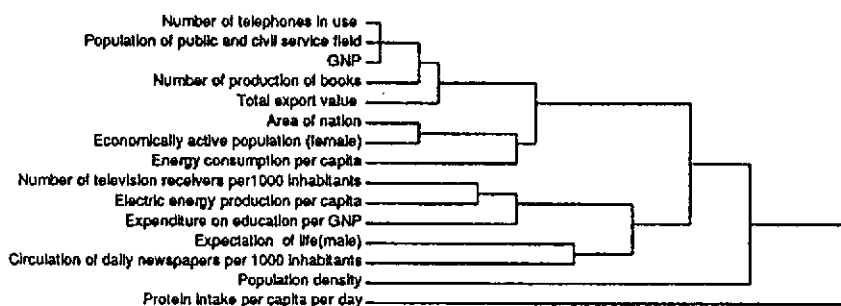 Number of telephones in use
Population of public and civil service field
GNP
Number of production of books
Total export value
Area of nation
Economically active population (female)
Energy consumption per capita
Number of television receivers per1000 inhabitants
Electric energy production per capita
Expenditure on education per GNP
Expectation of life(male)
Circulation of daily newspapers per 1000 inhabitants
Population density
Protein intake per capita per day